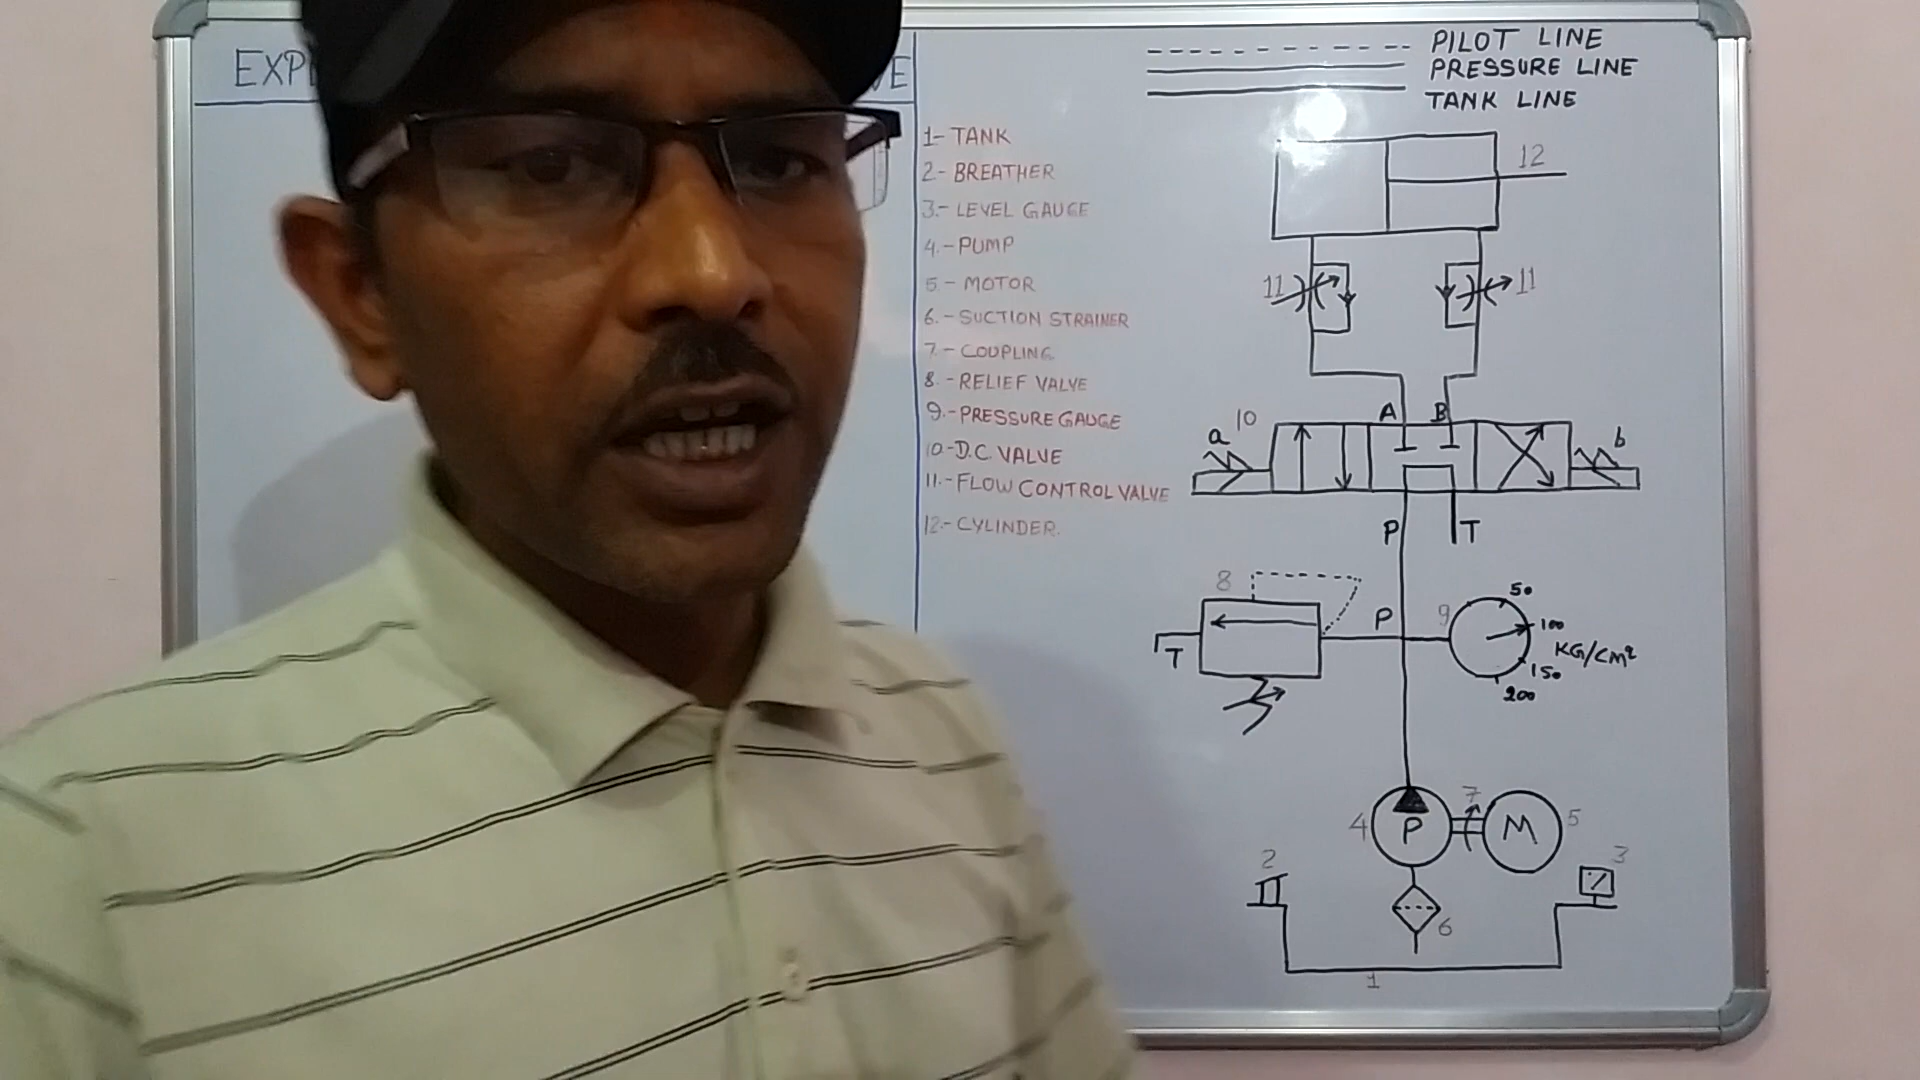 PILOT LINE
PRESSURE LINE
TANK LINE
1- TANK
2- BREATHER
3.- LEVEL GAUGE
4.- PUMP
5.- MOTOR
6.- SUCTION STRAINER
7- COUPLING
8.- RELIEF VALVE
9.- PRESSURE GAUGE
10-D.C. VALVE
11.- FLOW CONTROL VALVE
12.- CYLINDER.
12
11
11
A
B
10
a
b
P
T
8
P
9
T
50
100
KG/CM²
150
200
7
4
P
M
5
2
3
6
1